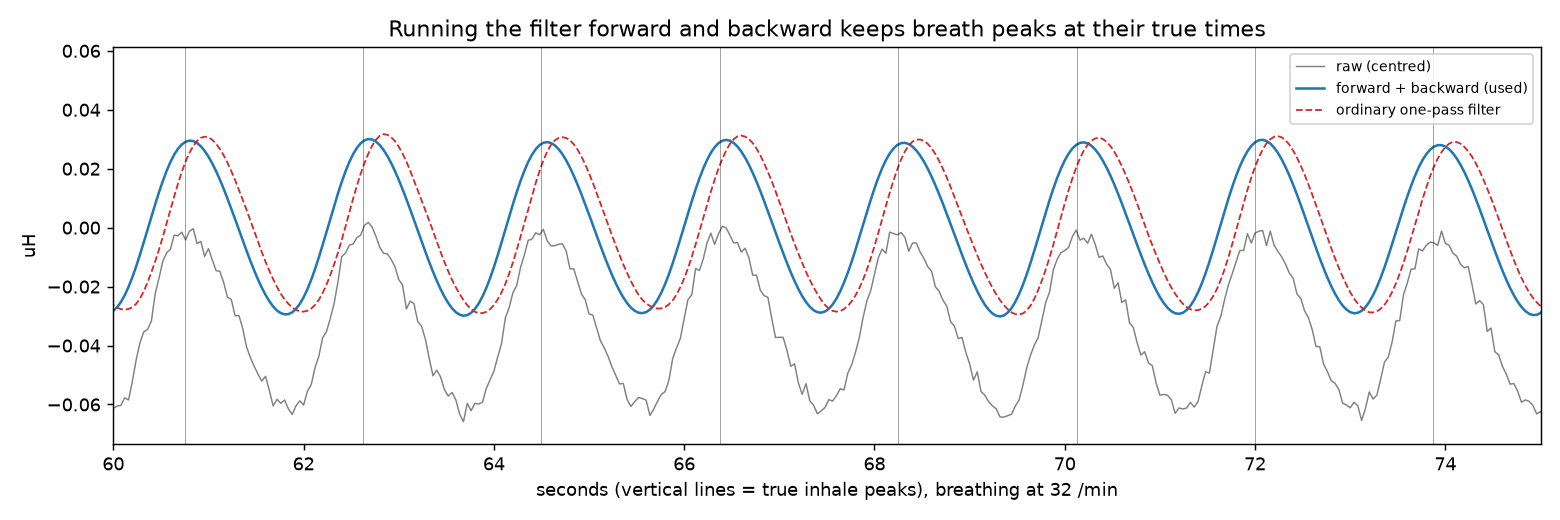 Running the filter forward and backward keeps breath peaks at their true times
raw (centred)
forward + backward (used)
ordinary one-pass filter
uH
0.06
0.04
0.02
0.00
−0.02
−0.04
−0.06
60 62 64 66 68 70 72 74
seconds (vertical lines = true inhale peaks), breathing at 32 /min